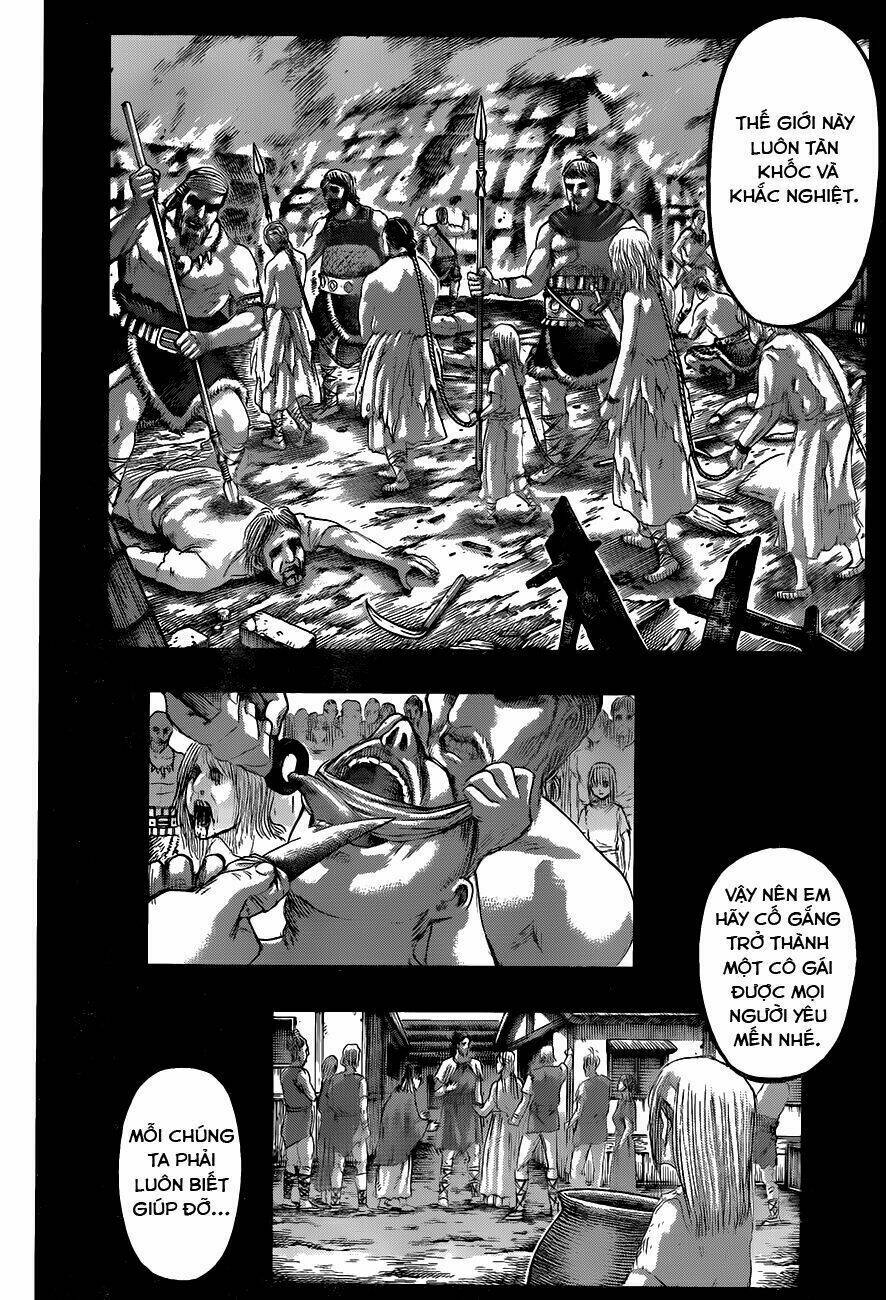 THẾ GIỚI NÀY
LUÔN TÀN
KHỐC VÀ
KHẮC NGHIỆT.
VẬY NÊN EM
HÃY CỐ GẮNG
TRỞ THÀNH
MỘT CÔ GÁI
ĐƯỢC MỌI
NGƯỜI YÊU
MẾN NHÉ.
MỖI CHÚNG
TA PHẢI
LUÔN BIẾT
GIÚP ĐỠ...